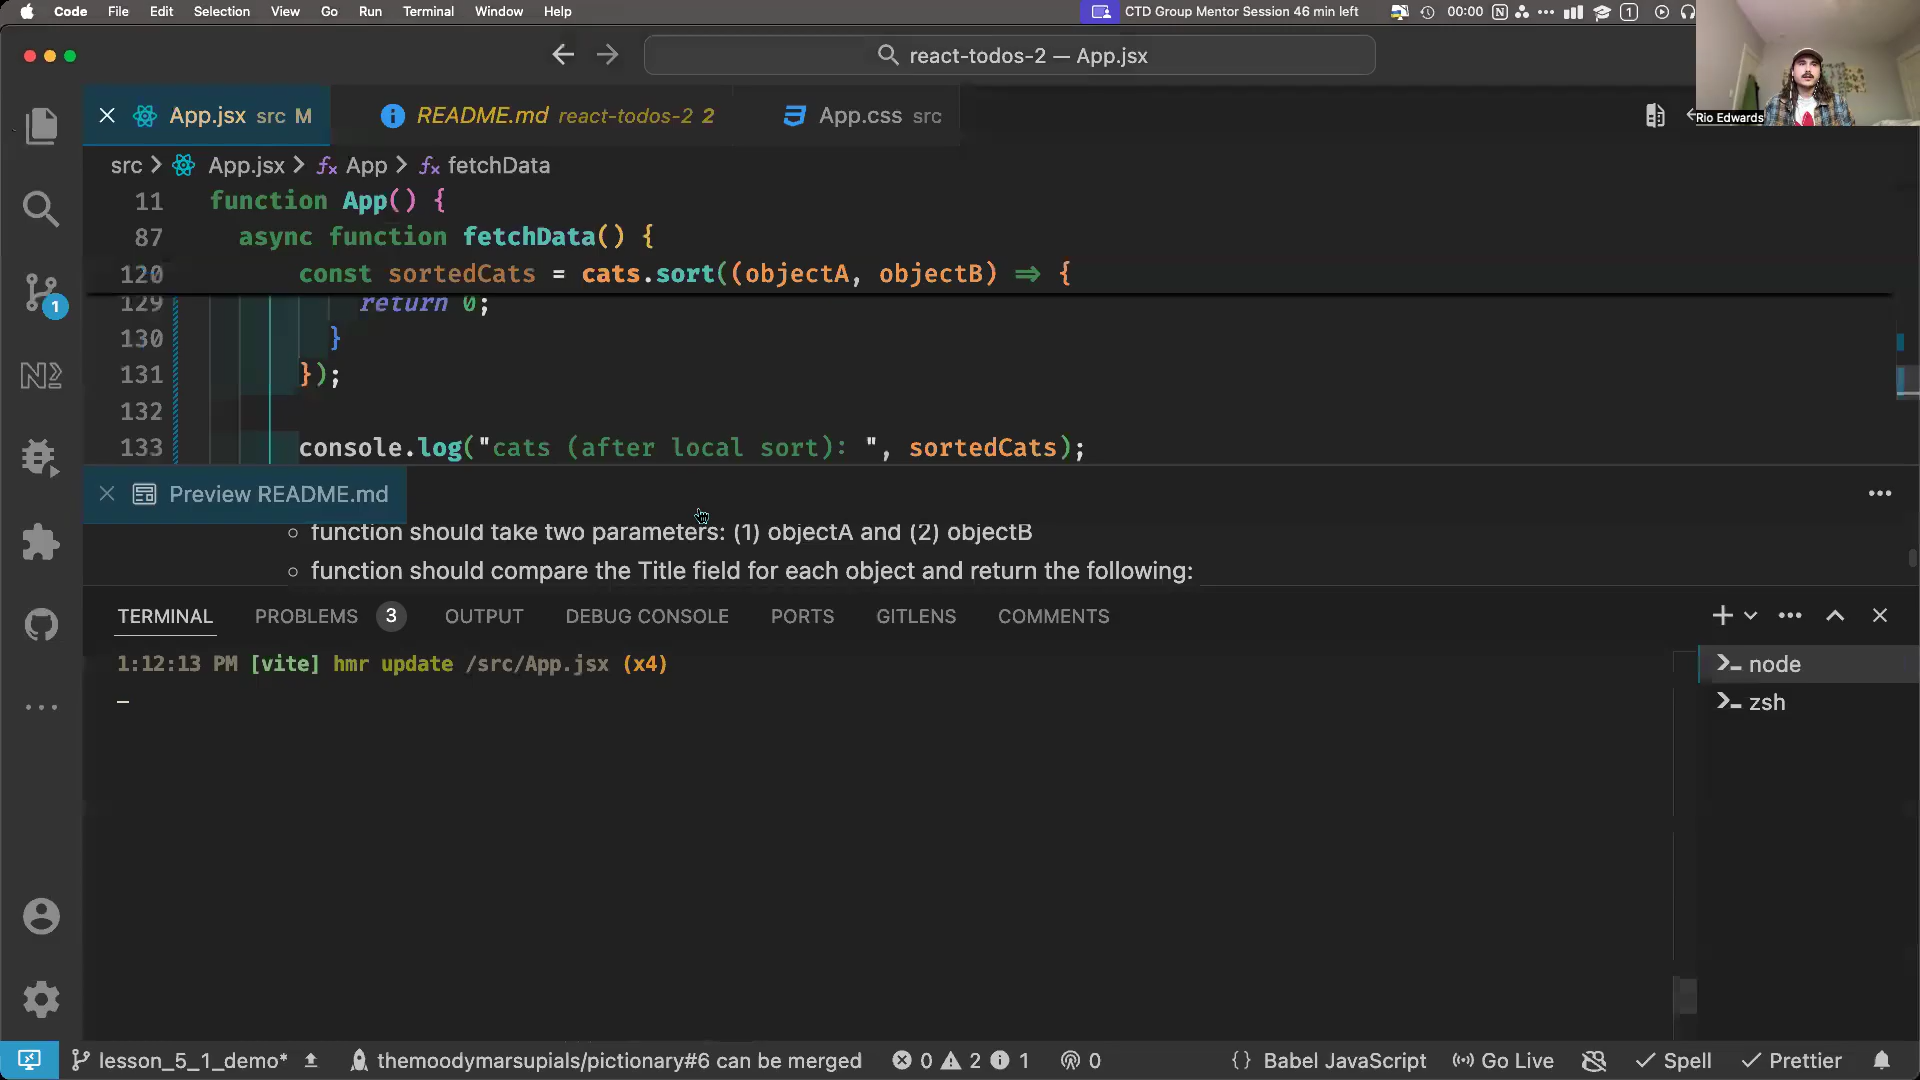 Code File Edit Selection View Go Run Terminal Window Help CTD Group Mentor Session 46 min left 00:00 1
react-todos-2 — App.jsx
App.jsx src M README.md react-todos-2 2 App.css src
Rio Edwards
src > App.jsx > App > fetchData
11 function App() {
87 async function fetchData() {
120 const sortedCats = cats.sort((objectA, objectB) => {
129 return 0;
130 }
131 });
132
133 console.log("cats (after local sort): ", sortedCats);
Preview README.md
function should take two parameters: (1) objectA and (2) objectB
function should compare the Title field for each object and return the following:
TERMINAL PROBLEMS 3 OUTPUT DEBUG CONSOLE PORTS GITLENS COMMENTS
1:12:13 PM [vite] hmr update /src/App.jsx (x4)
node
zsh
1
lesson_5_1_demo* themoodymarsupials/pictionary#6 can be merged 0 2 1 0 {} Babel JavaScript Go Live Spell Prettier